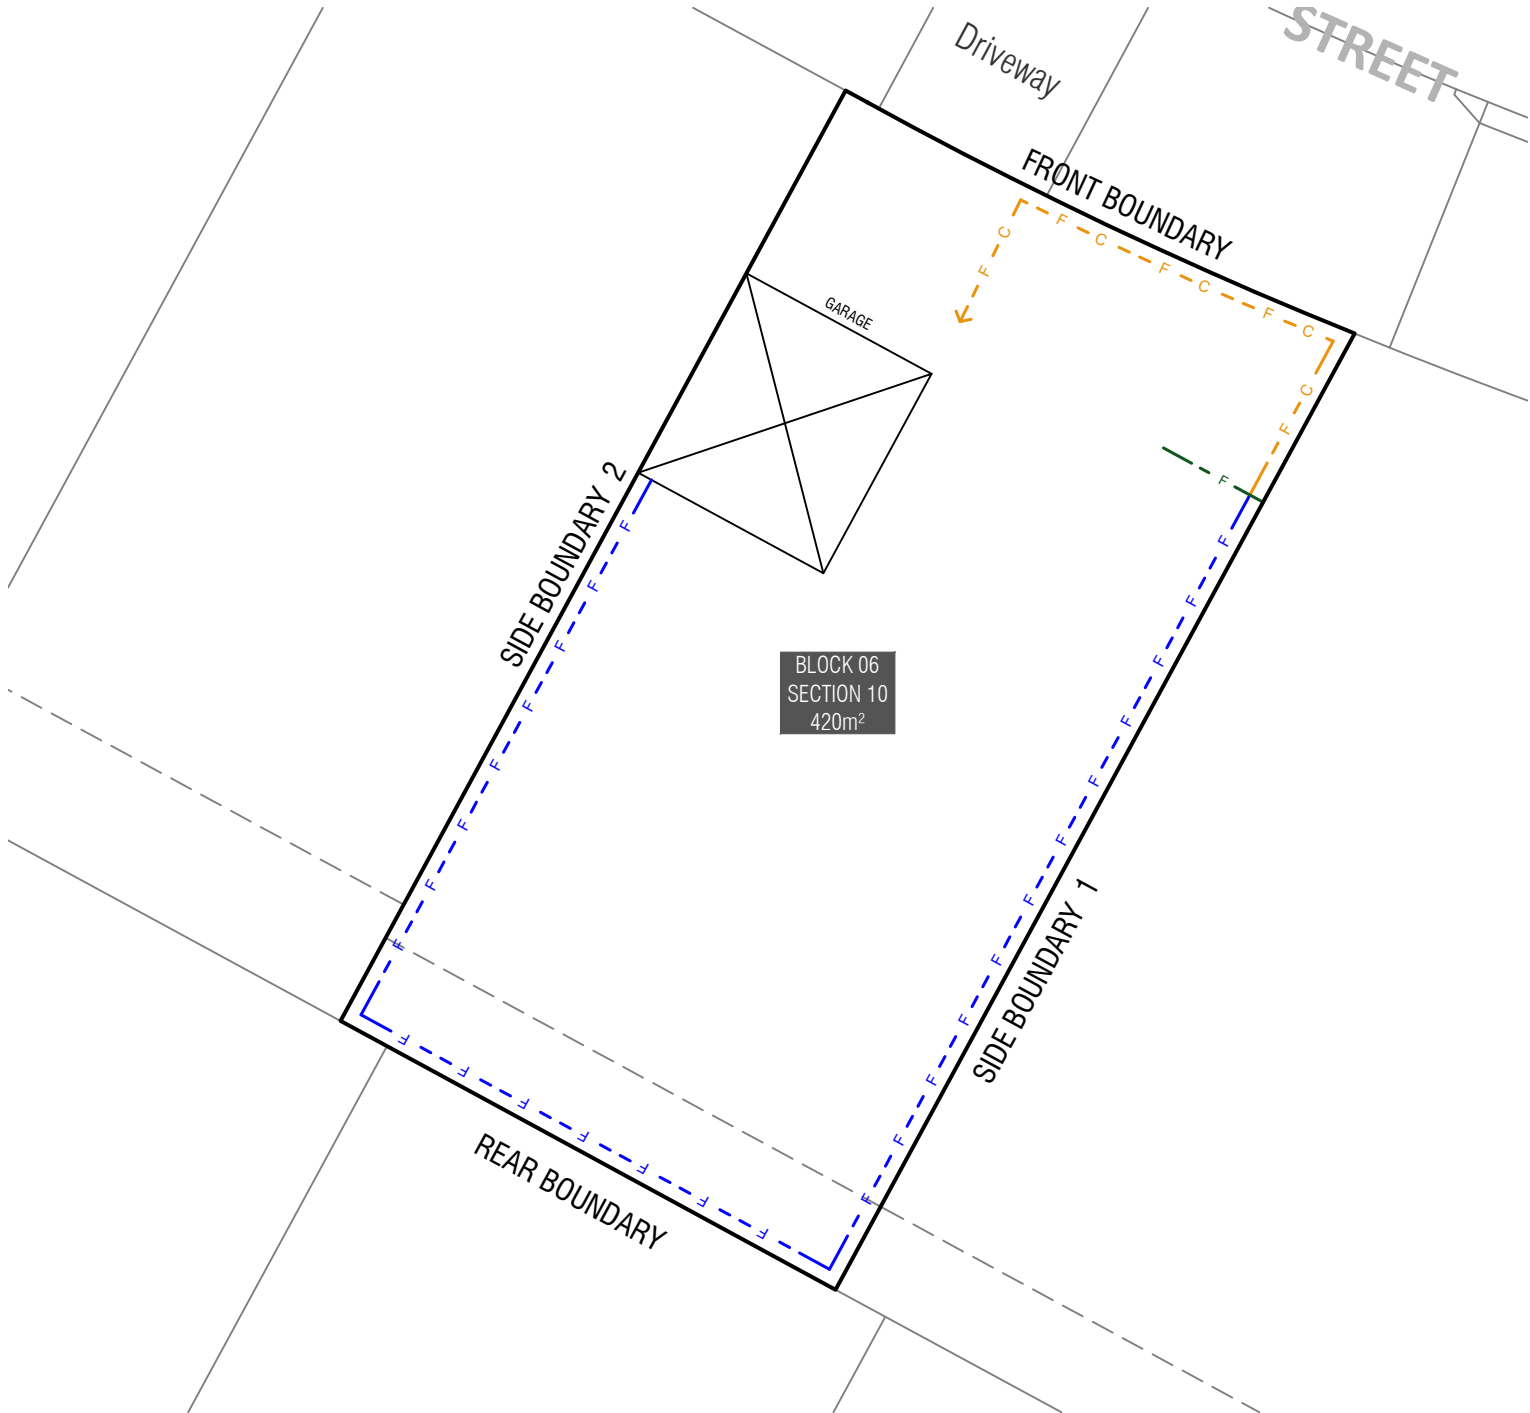 STREET
Driveway
FRONT BOUNDARY
F C F C F C
C F
GARAGE
C F
F
SIDE BOUNDARY 2
F F F F F F F F
BLOCK 06
SECTION 10
420m²
F F F F F F F F F F F F
SIDE BOUNDARY 1
F F F F F F F
REAR BOUNDARY